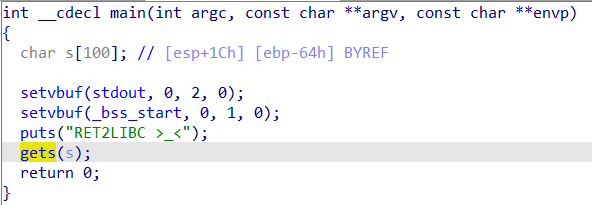 int __cdecl main(int argc, const char **argv, const char **envp)
{
  char s[100]; // [esp+1Ch] [ebp-64h] BYREF
  setvbuf(stdout, 0, 2, 0);
  setvbuf(_bss_start, 0, 1, 0);
  puts("RET2LIBC >_<");
  gets(s);
  return 0;
}